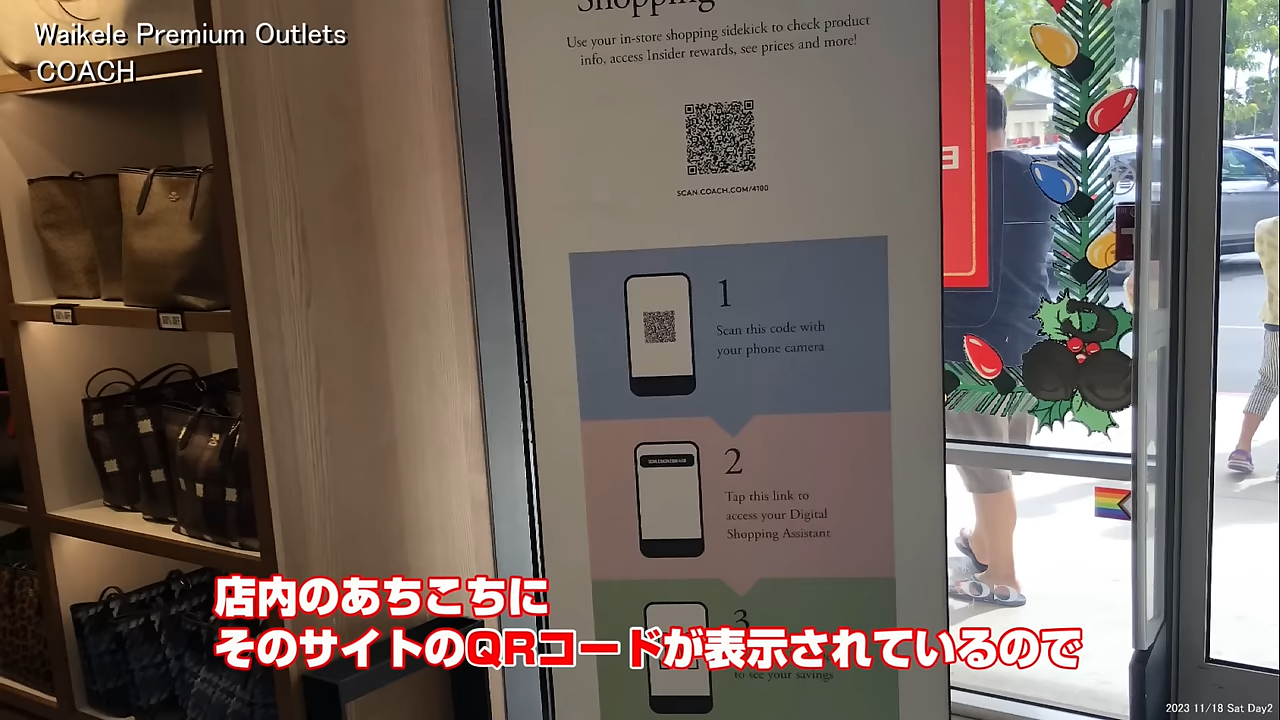 Waikele Premium Outlets
COACH
Shopping
Use your in-store shopping sidekick to check product
info, access Insider rewards, see prices and more!
SCAN.COACH.COM/4100
1
Scan this code with
your phone camera
2
Tap this link to
access your Digital
Shopping Assistant
3
to see your savings
店内のあちこちに
そのサイトのQRコードが表示されているので
2023 11/18 Sat Day2